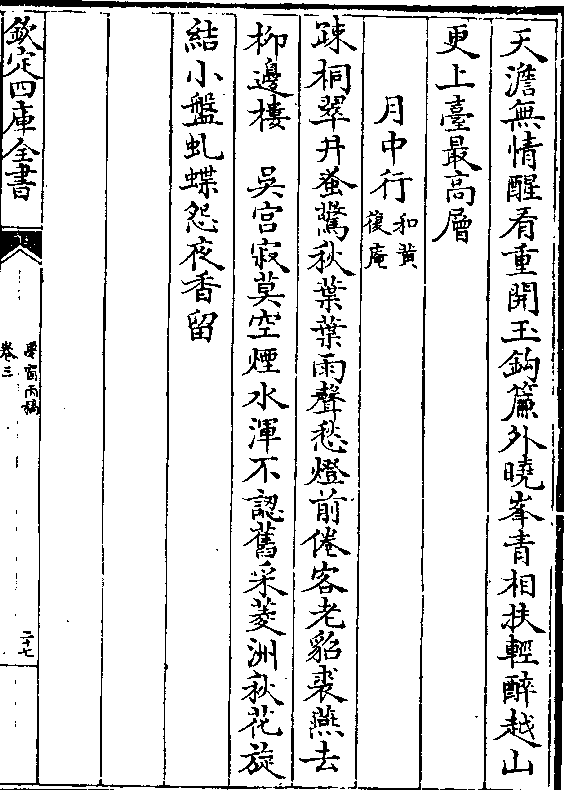 天澹無情醒看重開玉鈎簾外曉峯青相扶輕醉越山
更上臺最高層
月中行和黄復庵
疎桐翠井蚤驚秋葉葉雨聲愁燈前倦客老貂裘燕去
柳邊樓　吳宫寂莫空煙水渾不認舊采菱洲秋花旋
結小盤虬蝶怨夜香留
欽定四庫全書
夢窗丙稿
卷三
二十七